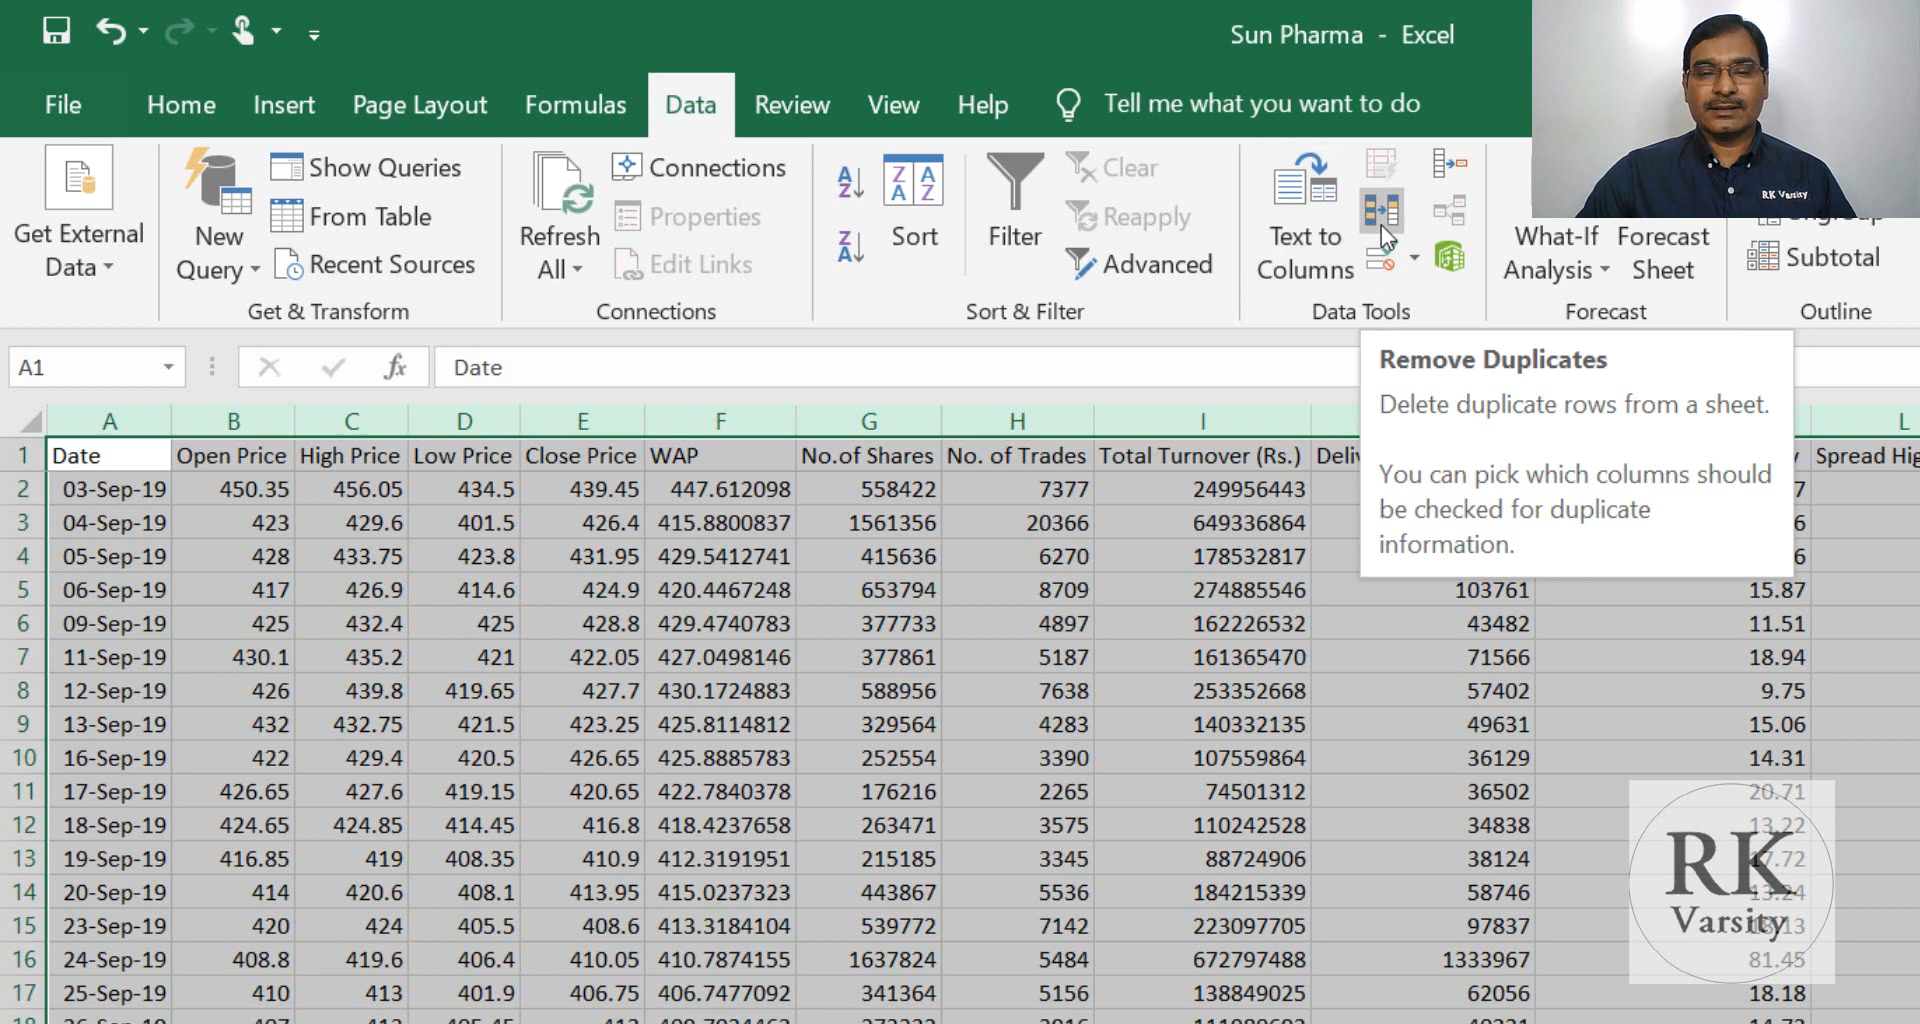 Sun Pharma - Excel
File Home Insert Page Layout Formulas Data Review View Help Tell me what you want to do
RK Varsity
Get External Data
New Query
Show Queries
From Table
Recent Sources
Get & Transform
Refresh All
Connections
Properties
Edit Links
Connections
Sort
Filter
Clear
Reapply
Advanced
Sort & Filter
Text to Columns
Data Tools
What-If Analysis
Forecast Sheet
Forecast
Subtotal
Outline
A1 fx Date
Remove Duplicates
Delete duplicate rows from a sheet.
You can pick which columns should
be checked for duplicate
information.
A B C D E F G H I L
1 Date Open Price High Price Low Price Close Price WAP No.of Shares No. of Trades Total Turnover (Rs.) Deliv y Spread Hig
2 03-Sep-19 450.35 456.05 434.5 439.45 447.612098 558422 7377 249956443 7
3 04-Sep-19 423 429.6 401.5 426.4 415.8800837 1561356 20366 649336864 6
4 05-Sep-19 428 433.75 423.8 431.95 429.5412741 415636 6270 178532817 6
5 06-Sep-19 417 426.9 414.6 424.9 420.4467248 653794 8709 274885546 103761 15.87
6 09-Sep-19 425 432.4 425 428.8 429.4740783 377733 4897 162226532 43482 11.51
7 11-Sep-19 430.1 435.2 421 422.05 427.0498146 377861 5187 161365470 71566 18.94
8 12-Sep-19 426 439.8 419.65 427.7 430.1724883 588956 7638 253352668 57402 9.75
9 13-Sep-19 432 432.75 421.5 423.25 425.8114812 329564 4283 140332135 49631 15.06
10 16-Sep-19 422 429.4 420.5 426.65 425.8885783 252554 3390 107559864 36129 14.31
11 17-Sep-19 426.65 427.6 419.15 420.65 422.7840378 176216 2265 74501312 36502 20.71
12 18-Sep-19 424.65 424.85 414.45 416.8 418.4237658 263471 3575 110242528 34838 13.22
13 19-Sep-19 416.85 419 408.35 410.9 412.3191951 215185 3345 88724906 38124 17.72
14 20-Sep-19 414 420.6 408.1 413.95 415.0237323 443867 5536 184215339 58746 13.24
15 23-Sep-19 420 424 405.5 408.6 413.3184104 539772 7142 223097705 97837
16 24-Sep-19 408.8 419.6 406.4 410.05 410.7874155 1637824 5484 672797488 1333967 81.45
17 25-Sep-19 410 413 401.9 406.75 406.7477092 341364 5156 138849025 62056 18.18
RK
Varsity